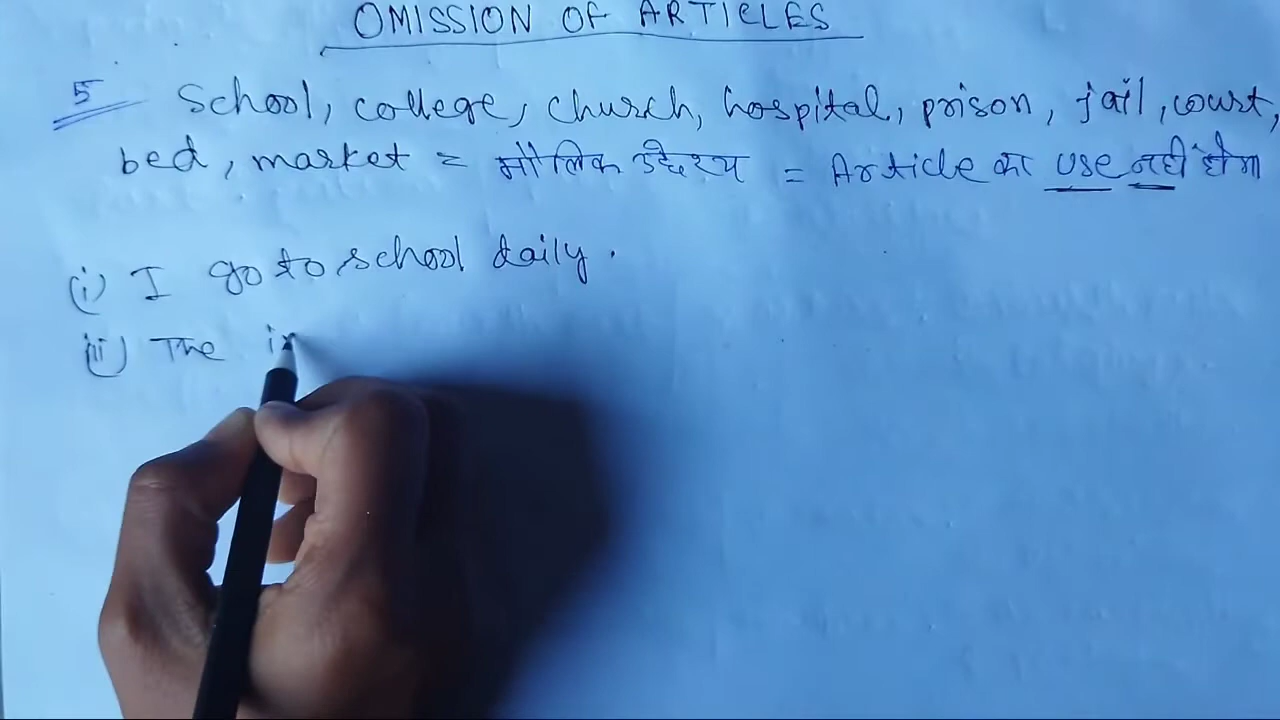 OMISSION OF ARTICLES
5 School, college, church, hospital, prison, jail, court,
bed, market = मौलिक उद्देश्य = Article का use नहीं होगा
(i) I go to school daily.
(ii) The